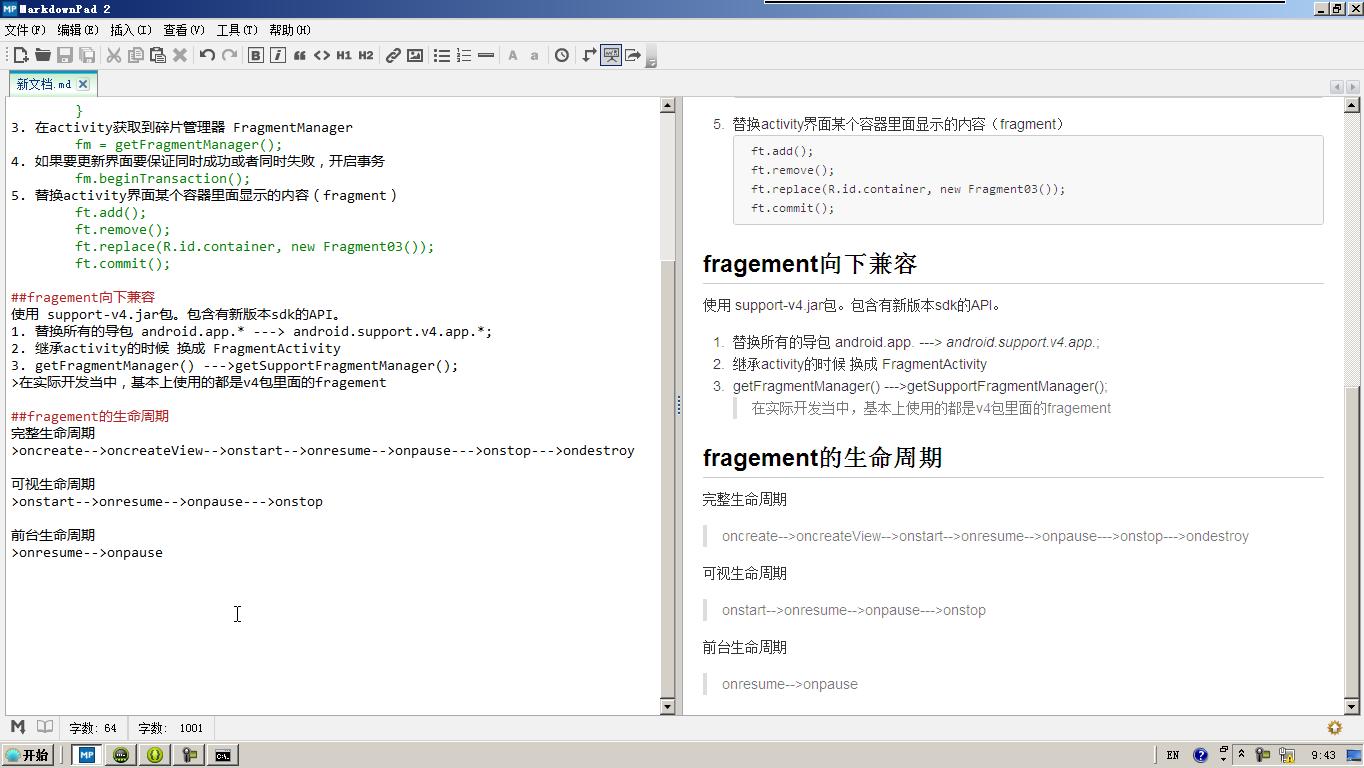 MarkdownPad 2
文件(F) 编辑(E) 插入(I) 查看(V) 工具(T) 帮助(H)
B i H1 H2 A a
新文档.md
}
3. 在activity获取到碎片管理器 FragmentManager
fm = getFragmentManager();
4. 如果要更新界面要保证同时成功或者同时失败，开启事务
fm.beginTransaction();
5. 替换activity界面某个容器里面显示的内容（fragment）
ft.add();
ft.remove();
ft.replace(R.id.container, new Fragment03());
ft.commit();
##fragement向下兼容
使用 support-v4.jar包。包含有新版本sdk的API。
1. 替换所有的导包 android.app.* ---> android.support.v4.app.*;
2. 继承activity的时候 换成 FragmentActivity
3. getFragmentManager() --->getSupportFragmentManager();
>在实际开发当中，基本上使用的都是v4包里面的fragement
##fragement的生命周期
完整生命周期
>oncreate-->oncreateView-->onstart-->onresume-->onpause--->onstop--->ondestroy
可视生命周期
>onstart-->onresume-->onpause--->onstop
前台生命周期
>onresume-->onpause
5. 替换activity界面某个容器里面显示的内容（fragment）
ft.add();
ft.remove();
ft.replace(R.id.container, new Fragment03());
ft.commit();
fragement向下兼容
使用 support-v4.jar包。包含有新版本sdk的API。
1. 替换所有的导包 android.app. ---> android.support.v4.app.;
2. 继承activity的时候 换成 FragmentActivity
3. getFragmentManager() --->getSupportFragmentManager();
在实际开发当中，基本上使用的都是v4包里面的fragement
fragement的生命周期
完整生命周期
oncreate-->oncreateView-->onstart-->onresume-->onpause--->onstop--->ondestroy
可视生命周期
onstart-->onresume-->onpause--->onstop
前台生命周期
onresume-->onpause
字数: 64 字数: 1001
开始 MP EN 9:43